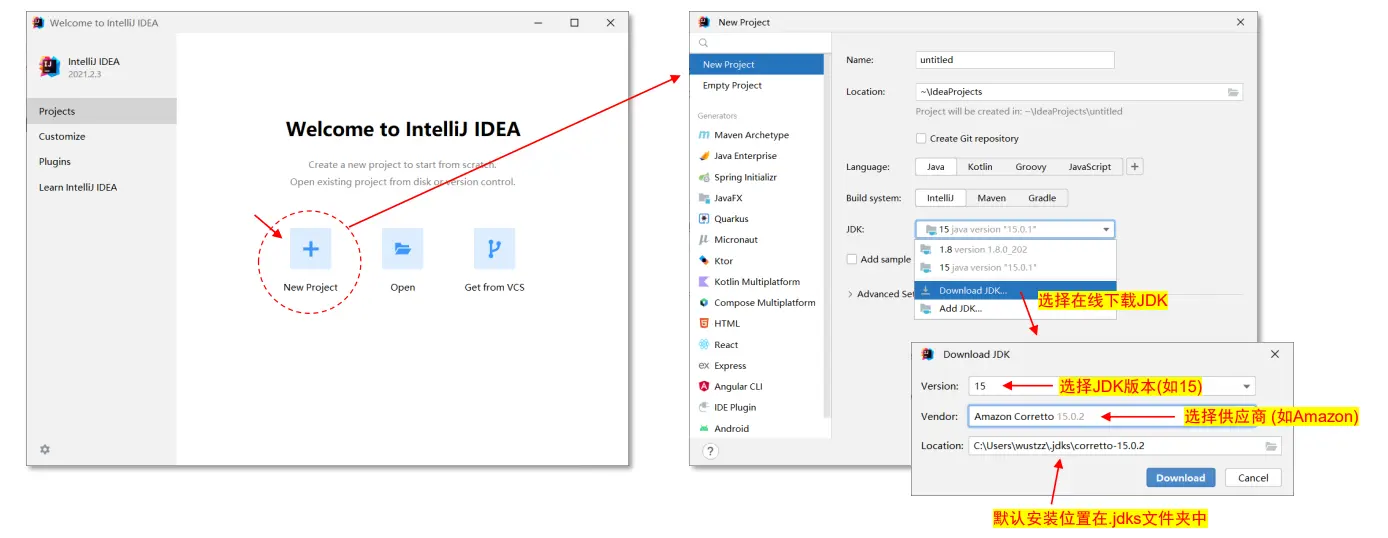 Welcome to IntelliJ IDEA
IntelliJ IDEA
2021.2.3
Projects
Customize
Plugins
Learn IntelliJ IDEA
Welcome to IntelliJ IDEA
Create a new project to start from scratch.
Open existing project from disk or version control.
New Project
Open
Get from VCS
New Project
New Project
Empty Project
Generators
Maven Archetype
Java Enterprise
Spring Initializr
JavaFX
Quarkus
Micronaut
Ktor
Kotlin Multiplatform
Compose Multiplatform
HTML
React
Express
Angular CLI
IDE Plugin
Android
?
Name: untitled
Location: ~\IdeaProjects
Project will be created in: ~\IdeaProjects\untitled
Create Git repository
Language: Java Kotlin Groovy JavaScript +
Build system: IntelliJ Maven Gradle
JDK: 15 java version "15.0.1"
1.8 version 1.8.0_202
Add sample
15 java version "15.0.1"
Download JDK...
Advanced Set
选择在线下载JDK
Add JDK...
Download JDK
Version: 15
选择JDK版本(如15)
Vendor: Amazon Corretto 15.0.2
选择供应商 (如Amazon)
Location: C:\Users\wustzz\.jdks\corretto-15.0.2
Download Cancel
默认安装位置在.jdks文件夹中